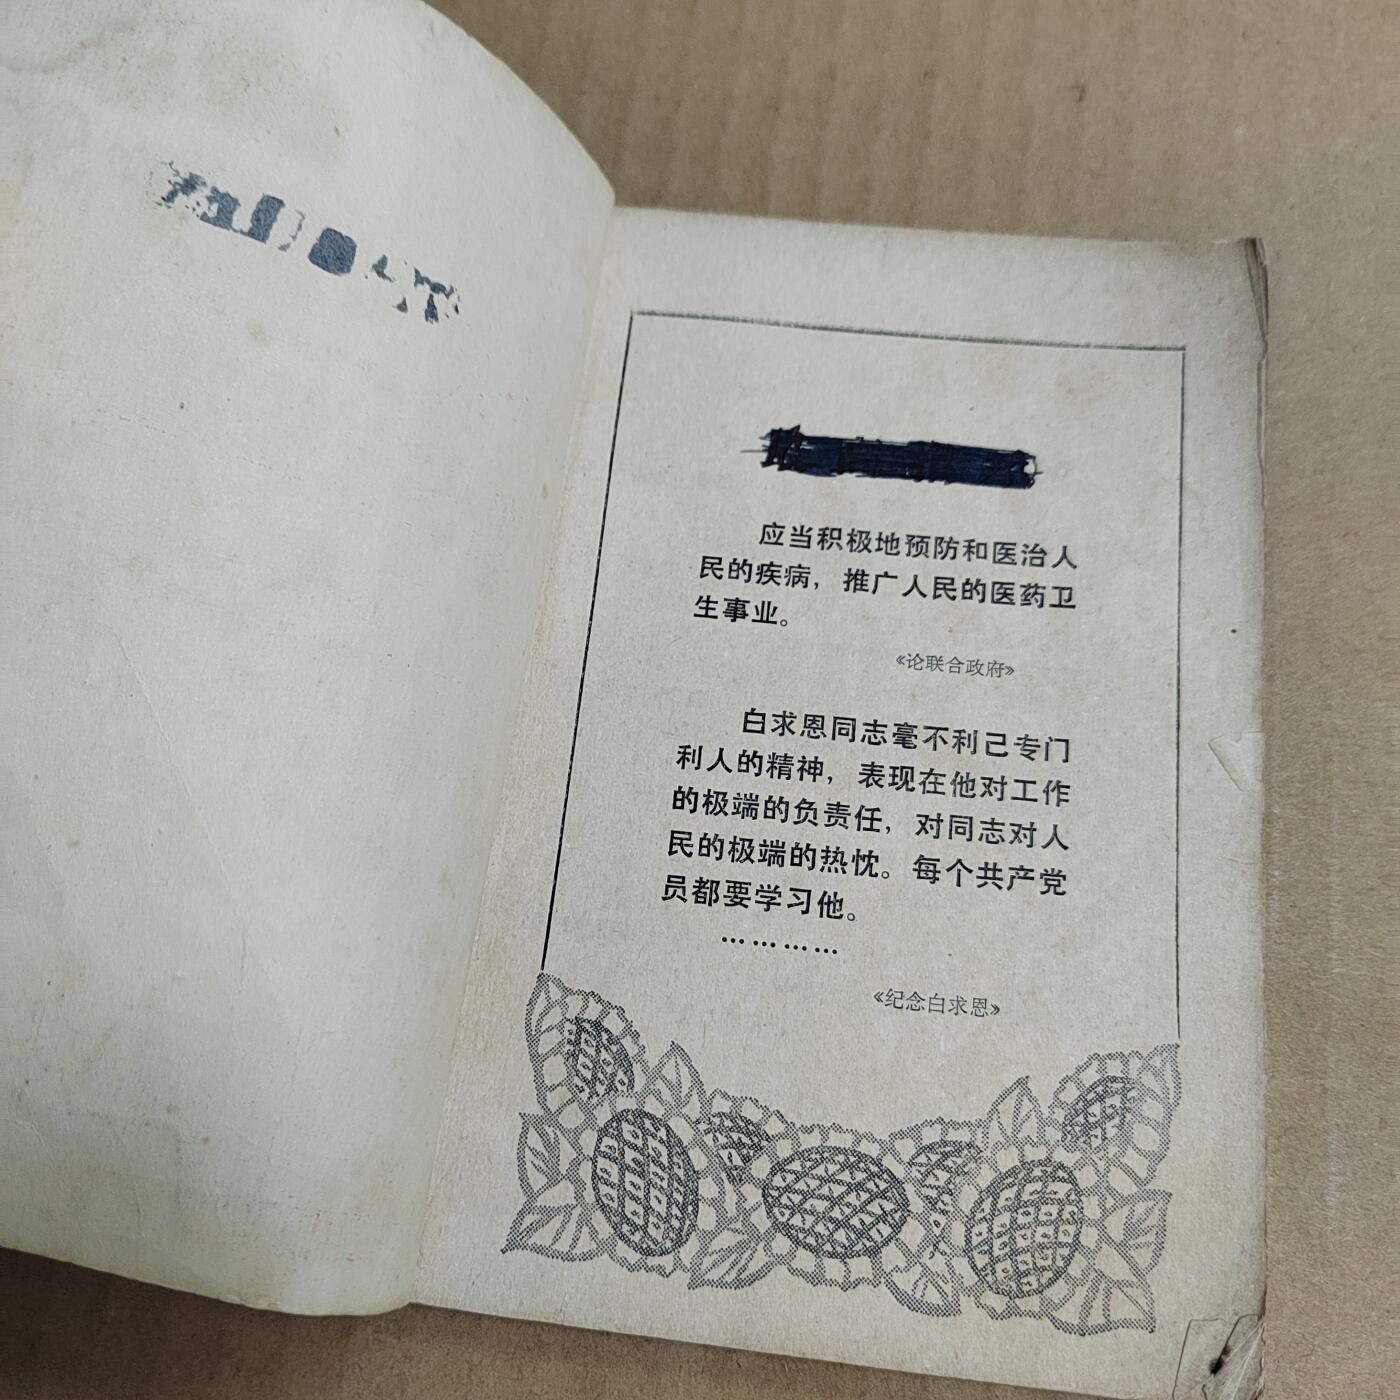 应当积极地预防和医治人
民的疾病，推广人民的医药卫
生事业。
《论联合政府》
白求恩同志毫不利己专门
利人的精神，表现在他对工作
的极端的负责任，对同志对人
民的极端的热忱。每个共产党
员都要学习他。
…………
《纪念白求恩》